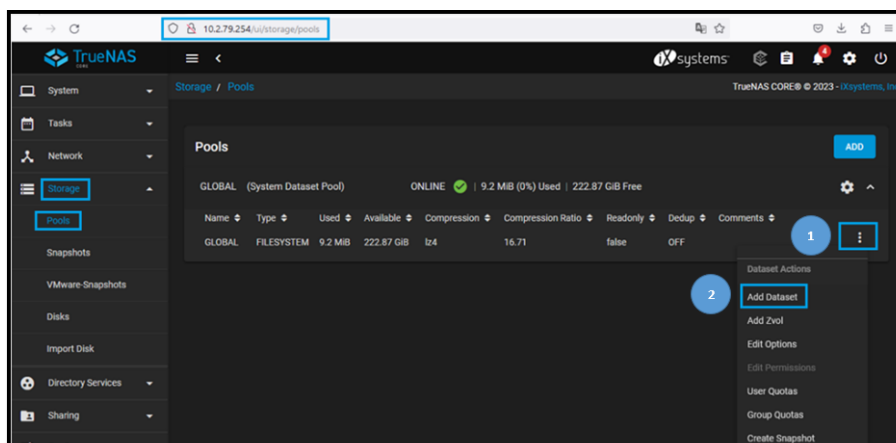 10.2.79.254/ui/storage/pools
TrueNAS
CORE
iXsystems
4
System
Storage / Pools
TrueNAS CORE® © 2023 - iXsystems, Inc
Tasks
Network
Pools
ADD
Storage
GLOBAL (System Dataset Pool) ONLINE | 9.2 MiB (0%) Used | 222.87 GiB Free
Pools
Name Type Used Available Compression Compression Ratio Readonly Dedup Comments
GLOBAL FILESYSTEM 9.2 MiB 222.87 GiB lz4 16.71 false OFF
1
Snapshots
VMware-Snapshots
Disks
Import Disk
Directory Services
Sharing
Dataset Actions
2
Add Dataset
Add Zvol
Edit Options
Edit Permissions
User Quotas
Group Quotas
Create Snapshot